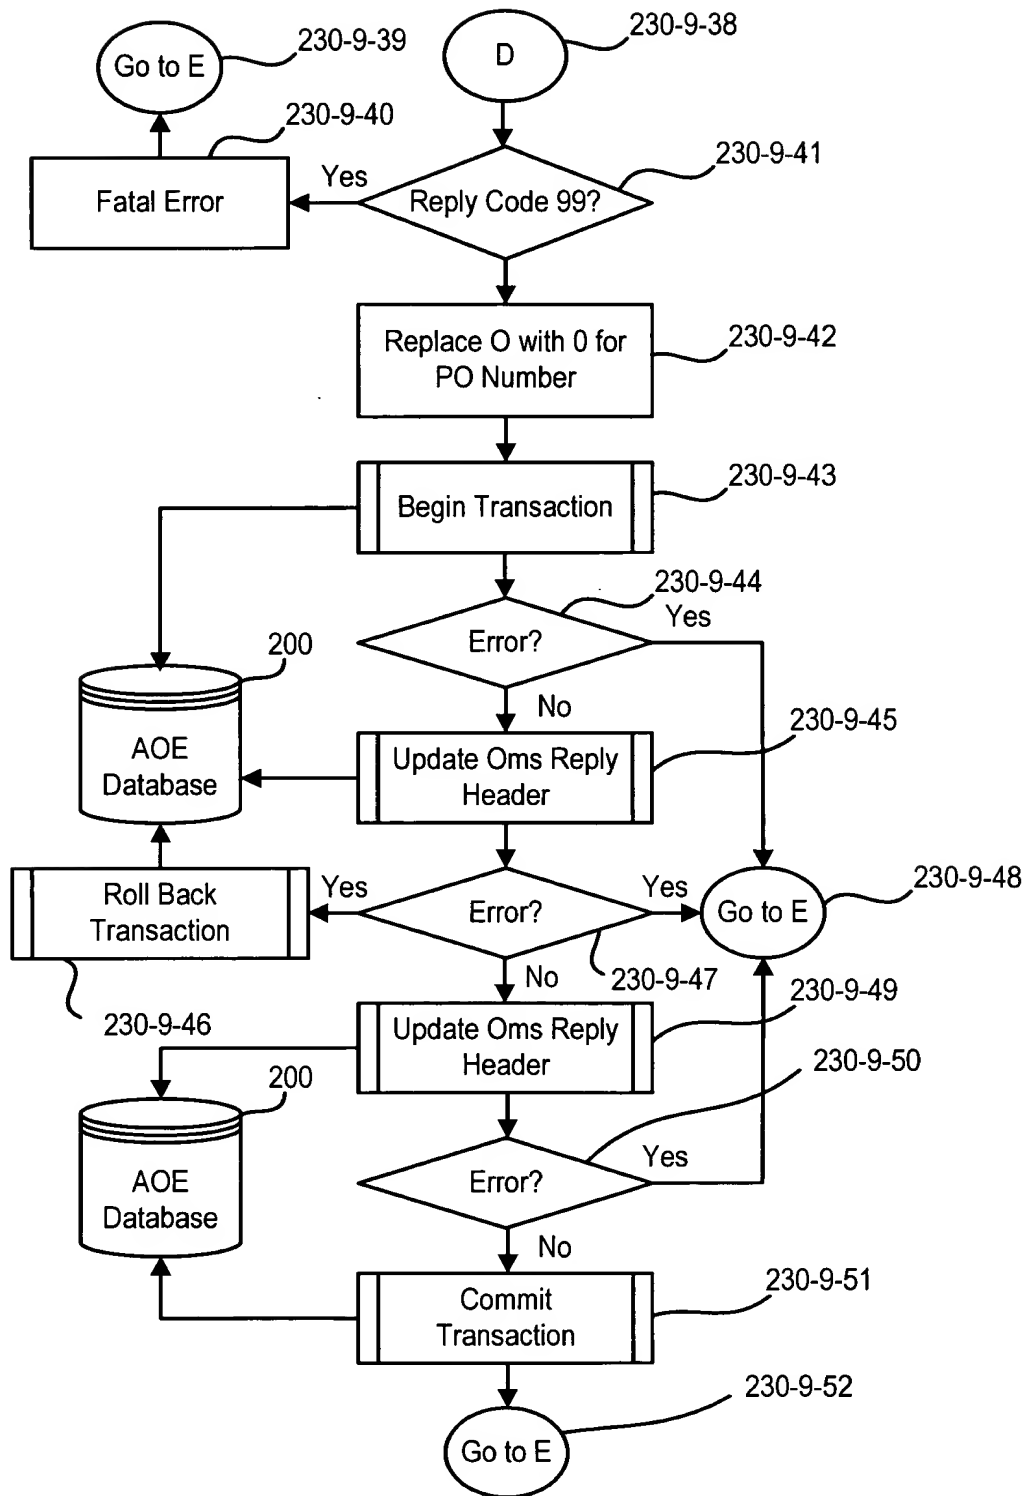 230-9-39
Go to E
230-9-38
D
230-9-40
Fatal Error
Yes
230-9-41
Reply Code 99?
Replace O with 0 for
PO Number
230-9-42
Begin Transaction
230-9-43
230-9-44
Error?
Yes
No
200
AOE
Database
230-9-45
Update Oms Reply
Header
Roll Back
Transaction
Yes
Error?
Yes
Go to E
230-9-48
230-9-46
No
230-9-47
230-9-49
Update Oms Reply
Header
200
AOE
Database
230-9-50
Error?
Yes
No
230-9-51
Commit
Transaction
230-9-52
Go to E